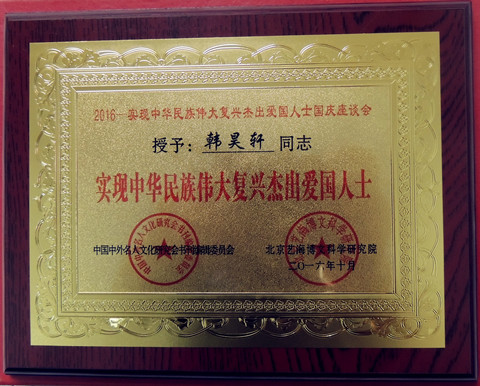 2016—实现中华民族伟大复兴杰出爱国人士国庆座谈会
授予：韩昊轩 同志
实现中华民族伟大复兴杰出爱国人士
中国中外名人文化研究会书刊编辑委员会
北京艺海博文科学研究院
二〇一六年十月